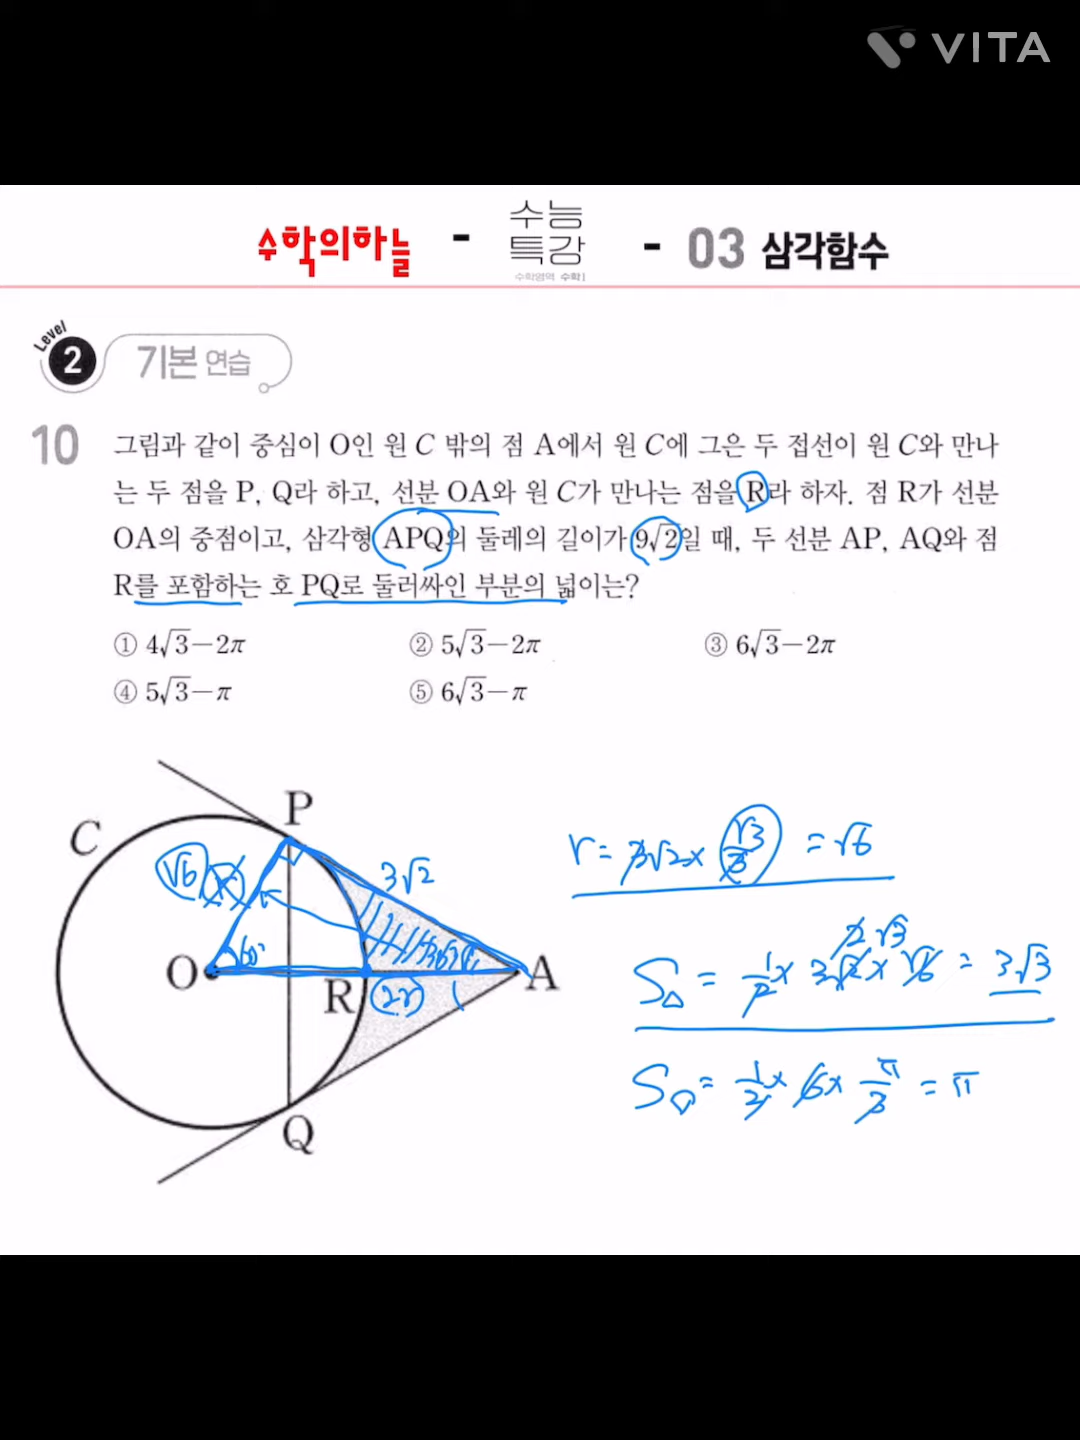 VITA
수학의하늘 - 수능특강 - 03 삼각함수
수학영역 수학 I
Level 2 기본 연습
10 그림과 같이 중심이 O인 원 C 밖의 점 A에서 원 C에 그은 두 접선이 원 C와 만나
는 두 점을 P, Q라 하고, 선분 OA와 원 C가 만나는 점을 R라 하자. 점 R가 선분
OA의 중점이고, 삼각형 APQ의 둘레의 길이가 9√2일 때, 두 선분 AP, AQ와 점
R를 포함하는 호 PQ로 둘러싸인 부분의 넓이는?
① 4√3−2π ② 5√3−2π ③ 6√3−2π
④ 5√3−π ⑤ 6√3−π
P
C
√6 r 3√2
r = 3√2 × √3/3 = √6
60°
O R A
(2r)
S△ = 1/2 × 3√2 × √6 = 3√3
2√3
S = 1/2 × 6 × π/3 = π
Q